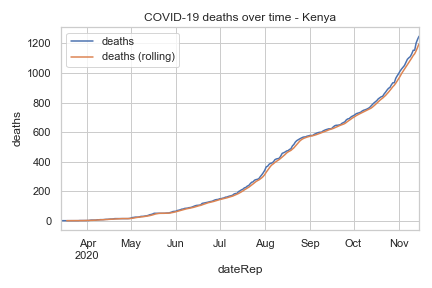 COVID-19 deaths over time - Kenya
deaths
deaths (rolling)
1200
1000
800
600
400
200
0
deaths
Apr
2020
May
Jun
Jul
Aug
Sep
Oct
Nov
dateRep